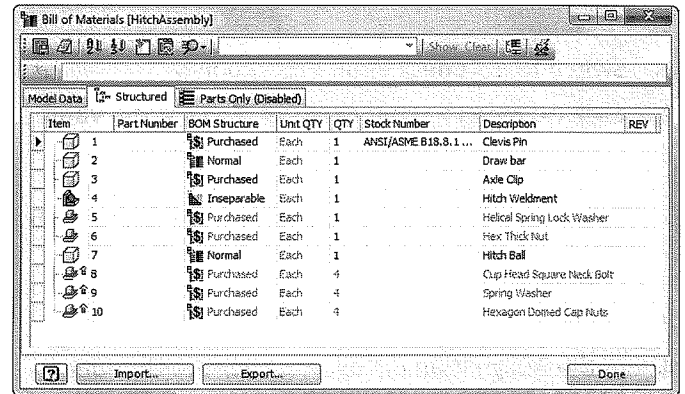 Bill of Materials [HitchAssembly]
Show Clear
Model Data Structured Parts Only (Disabled)
Item Part Number BOM Structure Unit QTY QTY Stock Number Description REV
1 Purchased Each 1 ANSI/ASME B18.8.1 ... Clevis Pin
2 Normal Each 1 Draw bar
3 Purchased Each 1 Axle Clip
4 Inseparable Each 1 Hitch Weldment
5 Purchased Each 1 Helical Spring Lock Washer
6 Purchased Each 1 Hex Thick Nut
7 Normal Each 1 Hitch Ball
8 Purchased Each 4 Cup Head Square Neck Bolt
9 Purchased Each 4 Spring Washer
10 Purchased Each 4 Hexagon Domed Cap Nuts
? Import... Export... Done